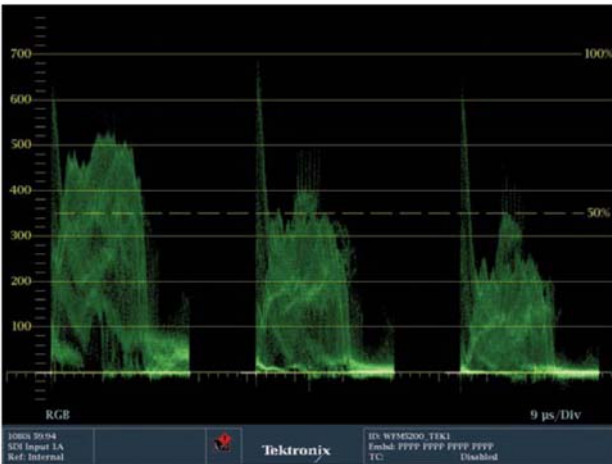 700
100%
600
500
400
50%
300
200
100
RGB
9 µs/Div
1080i 59.94
SDI Input 1A
Ref: Internal
Tektronix
ID: WFM5200_TEK1
Embd: PPPP PPPP PPPP PPPP
TC: Disabled